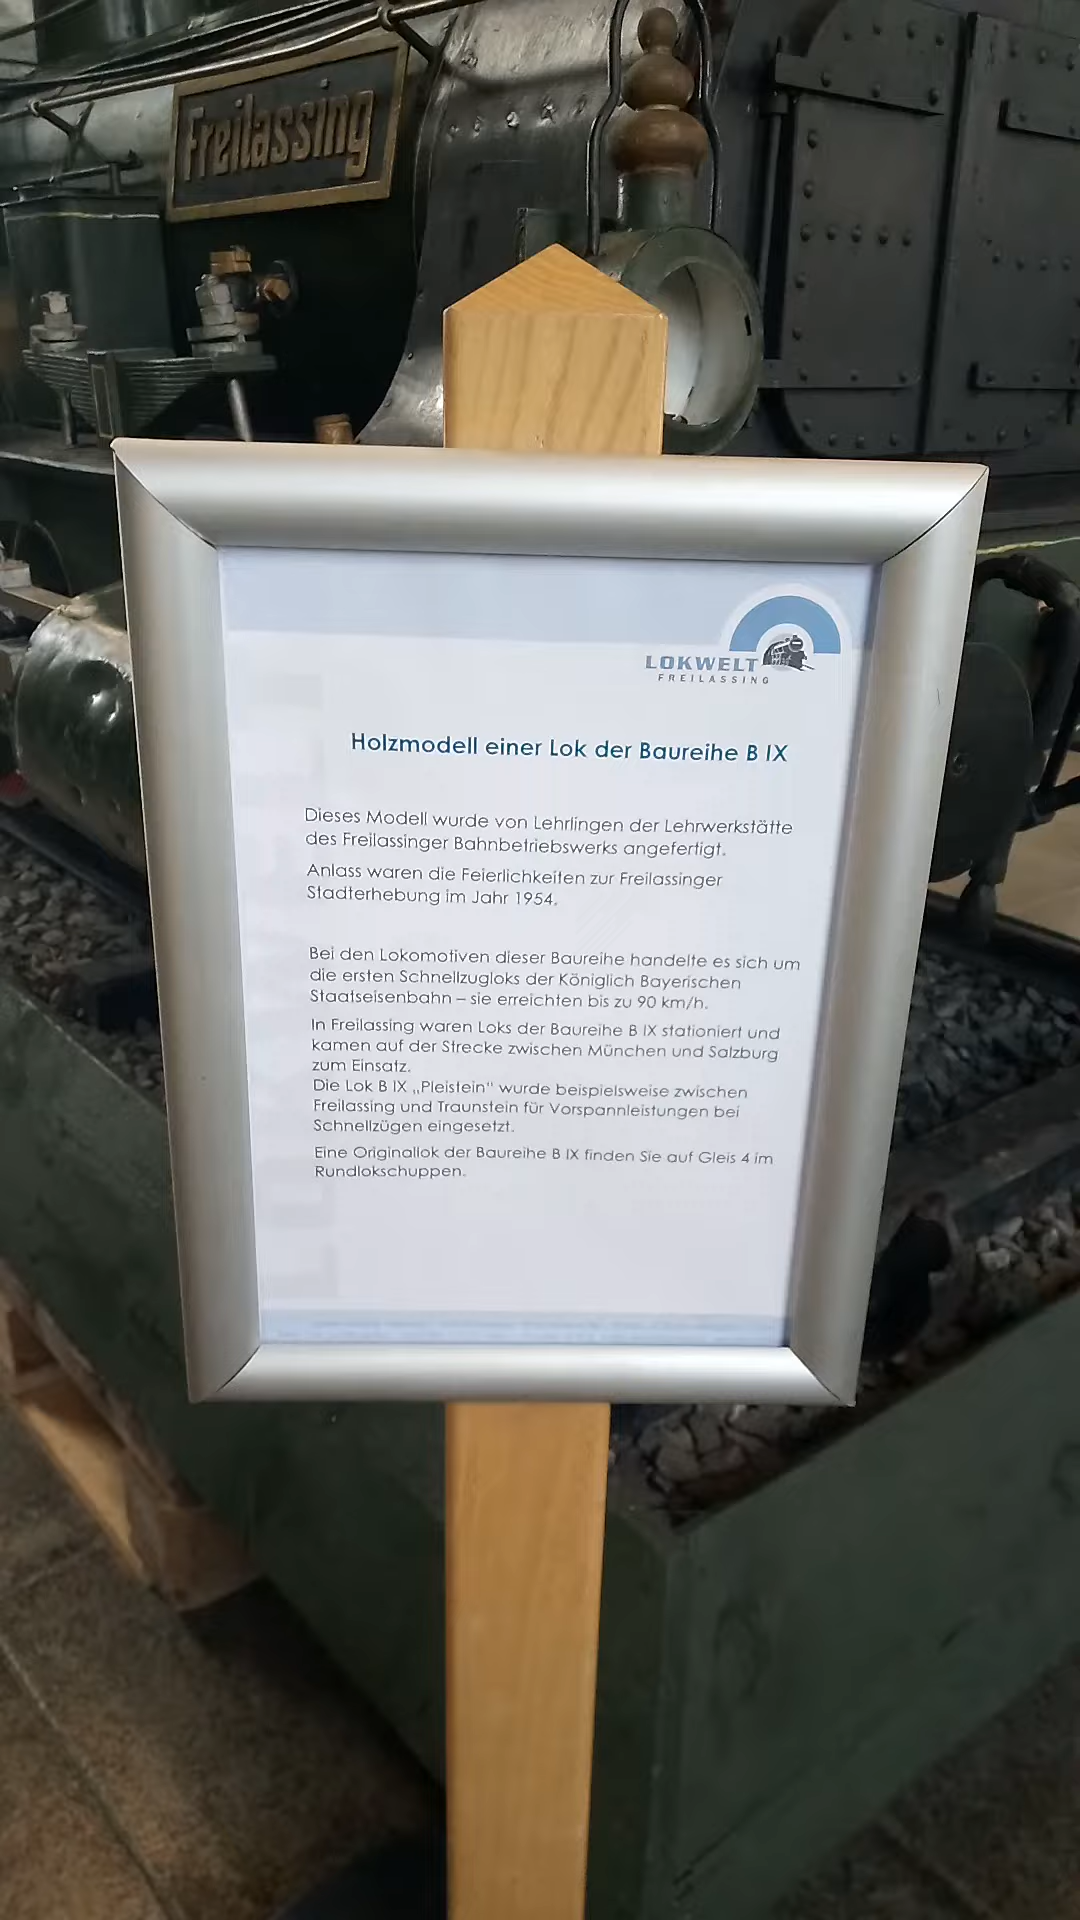 Freilassing
LOKWELT
FREILASSING
Holzmodell einer Lok der Baureihe B IX
Dieses Modell wurde von Lehrlingen der Lehrwerkstätte
des Freilassinger Bahnbetriebswerks angefertigt.
Anlass waren die Feierlichkeiten zur Freilassinger
Stadterhebung im Jahr 1954.
Bei den Lokomotiven dieser Baureihe handelte es sich um
die ersten Schnellzugloks der Königlich Bayerischen
Staatseisenbahn – sie erreichten bis zu 90 km/h.
In Freilassing waren Loks der Baureihe B IX stationiert und
kamen auf der Strecke zwischen München und Salzburg
zum Einsatz.
Die Lok B IX „Pleistein" wurde beispielsweise zwischen
Freilassing und Traunstein für Vorspannleistungen bei
Schnellzügen eingesetzt.
Eine Originallok der Baureihe B IX finden Sie auf Gleis 4 im
Rundlokschuppen.